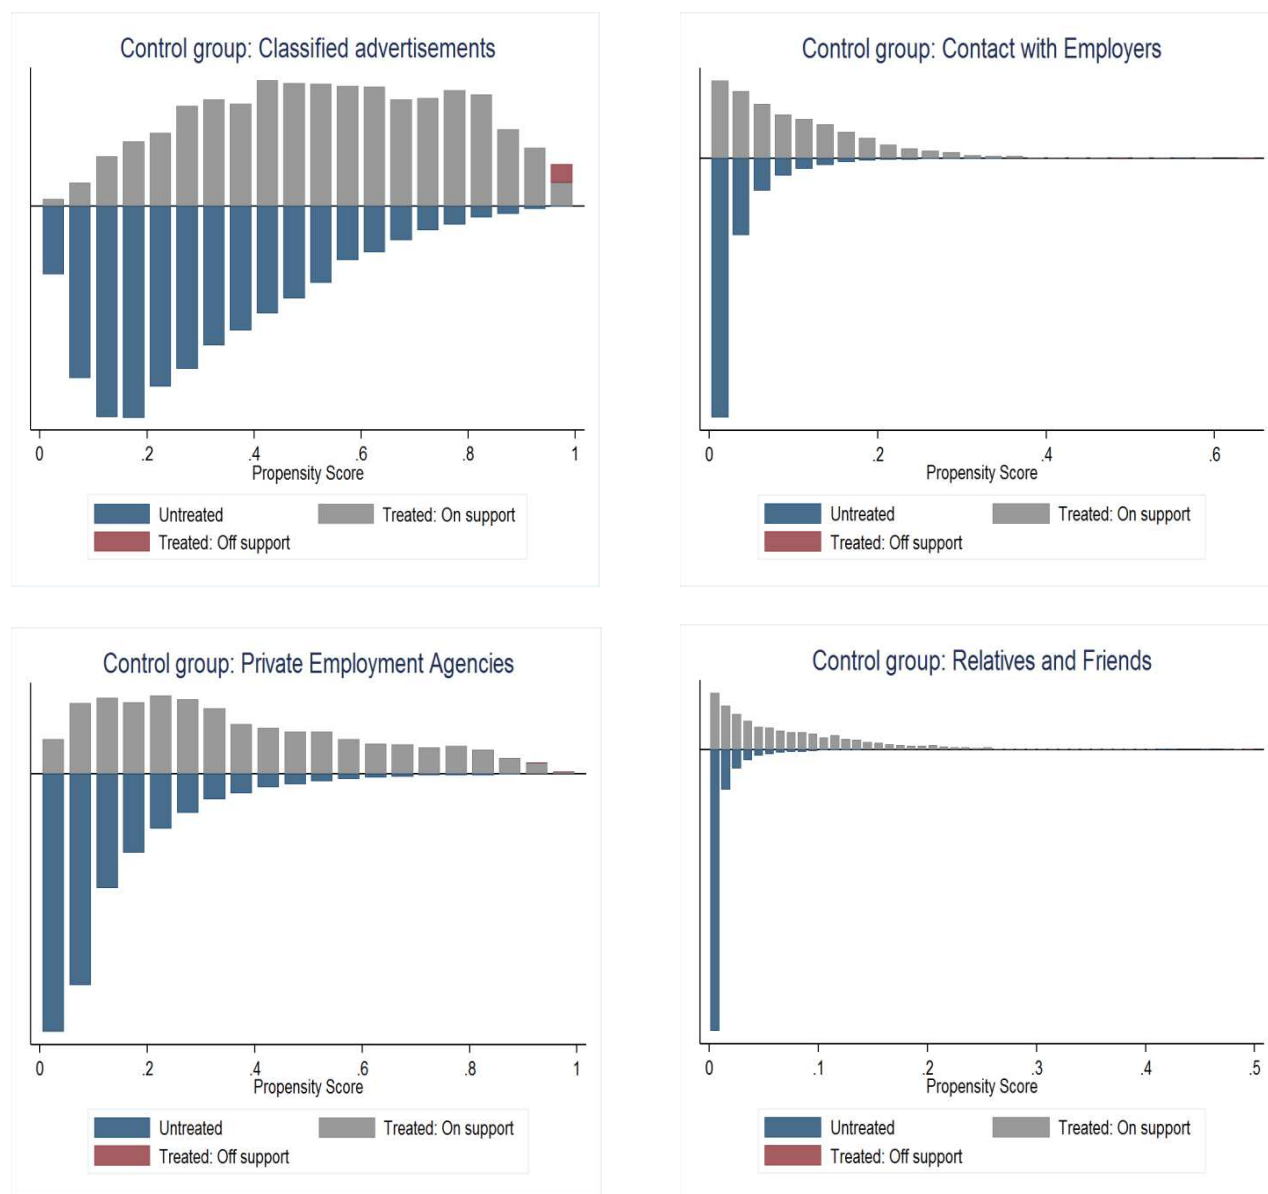 Control group: Classified advertisements
0 .2 .4 .6 .8 1
Propensity Score
Untreated Treated: On support
Treated: Off support
Control group: Contact with Employers
0 .2 .4 .6
Propensity Score
Untreated Treated: On support
Treated: Off support
Control group: Private Employment Agencies
0 .2 .4 .6 .8 1
Propensity Score
Untreated Treated: On support
Treated: Off support
Control group: Relatives and Friends
0 .1 .2 .3 .4 .5
Propensity Score
Untreated Treated: On support
Treated: Off support